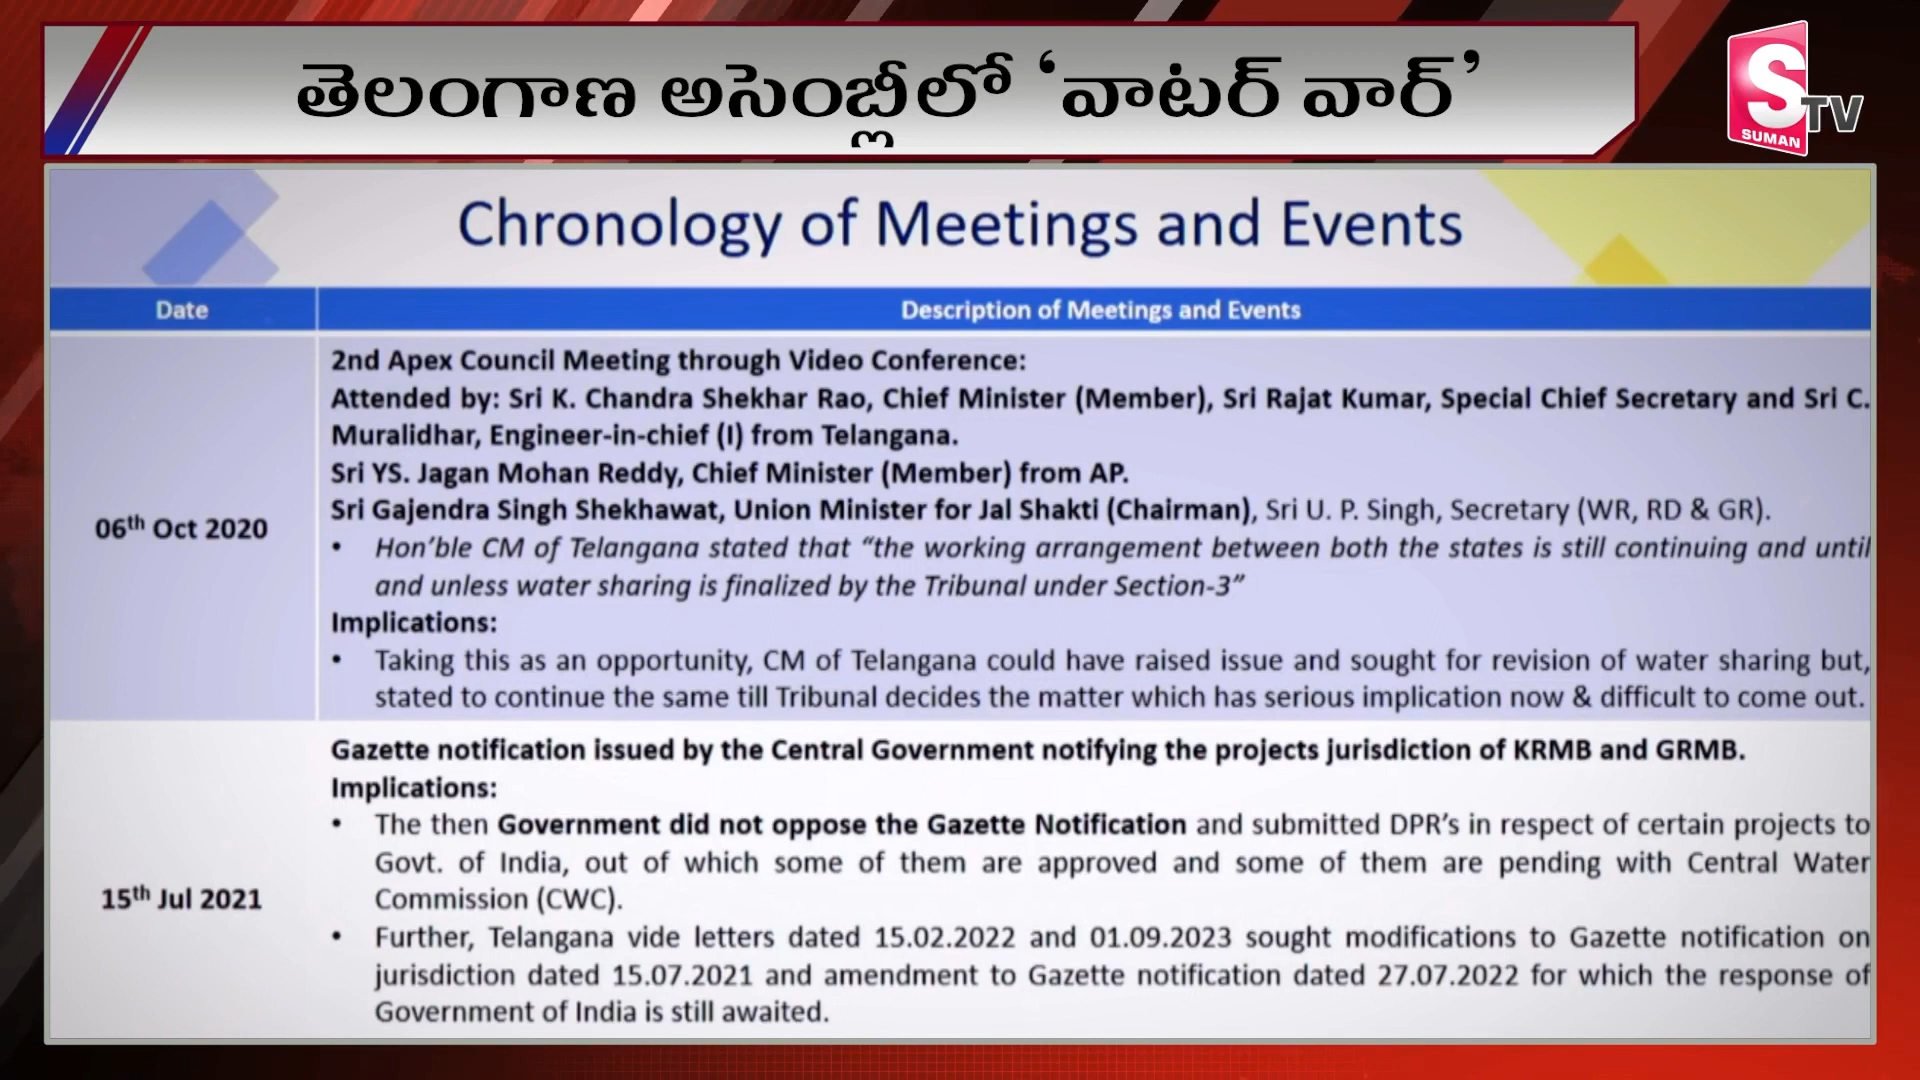 తెలంగాణ అసెంబ్లీలో ‘వాటర్ వార్’
S TV
SUMAN
Chronology of Meetings and Events
Date
Description of Meetings and Events
06th Oct 2020
2nd Apex Council Meeting through Video Conference:
Attended by: Sri K. Chandra Shekhar Rao, Chief Minister (Member), Sri Rajat Kumar, Special Chief Secretary and Sri C.
Muralidhar, Engineer-in-chief (I) from Telangana.
Sri YS. Jagan Mohan Reddy, Chief Minister (Member) from AP.
Sri Gajendra Singh Shekhawat, Union Minister for Jal Shakti (Chairman), Sri U. P. Singh, Secretary (WR, RD & GR).
• Hon’ble CM of Telangana stated that “the working arrangement between both the states is still continuing and until
and unless water sharing is finalized by the Tribunal under Section-3”
Implications:
• Taking this as an opportunity, CM of Telangana could have raised issue and sought for revision of water sharing but,
stated to continue the same till Tribunal decides the matter which has serious implication now & difficult to come out.
15th Jul 2021
Gazette notification issued by the Central Government notifying the projects jurisdiction of KRMB and GRMB.
Implications:
• The then Government did not oppose the Gazette Notification and submitted DPR’s in respect of certain projects to
Govt. of India, out of which some of them are approved and some of them are pending with Central Water
Commission (CWC).
• Further, Telangana vide letters dated 15.02.2022 and 01.09.2023 sought modifications to Gazette notification on
jurisdiction dated 15.07.2021 and amendment to Gazette notification dated 27.07.2022 for which the response of
Government of India is still awaited.